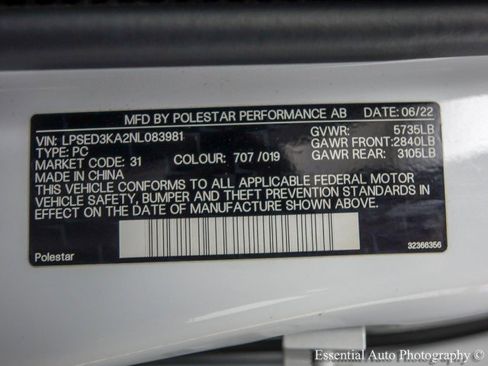 MFD BY POLESTAR PERFORMANCE AB DATE: 06/22
VIN: LPSED3KA2NL083981 GVWR: 5735LB
TYPE: PC GAWR FRONT: 2840LB
MARKET CODE: 31 COLOUR: 707 /019 GAWR REAR: 3105LB
MADE IN CHINA
THIS VEHICLE CONFORMS TO ALL APPLICABLE FEDERAL MOTOR
VEHICLE SAFETY, BUMPER AND THEFT PREVENTION STANDARDS IN
EFFECT ON THE DATE OF MANUFACTURE SHOWN ABOVE.
Polestar 32366356
Essential Auto Photography ©